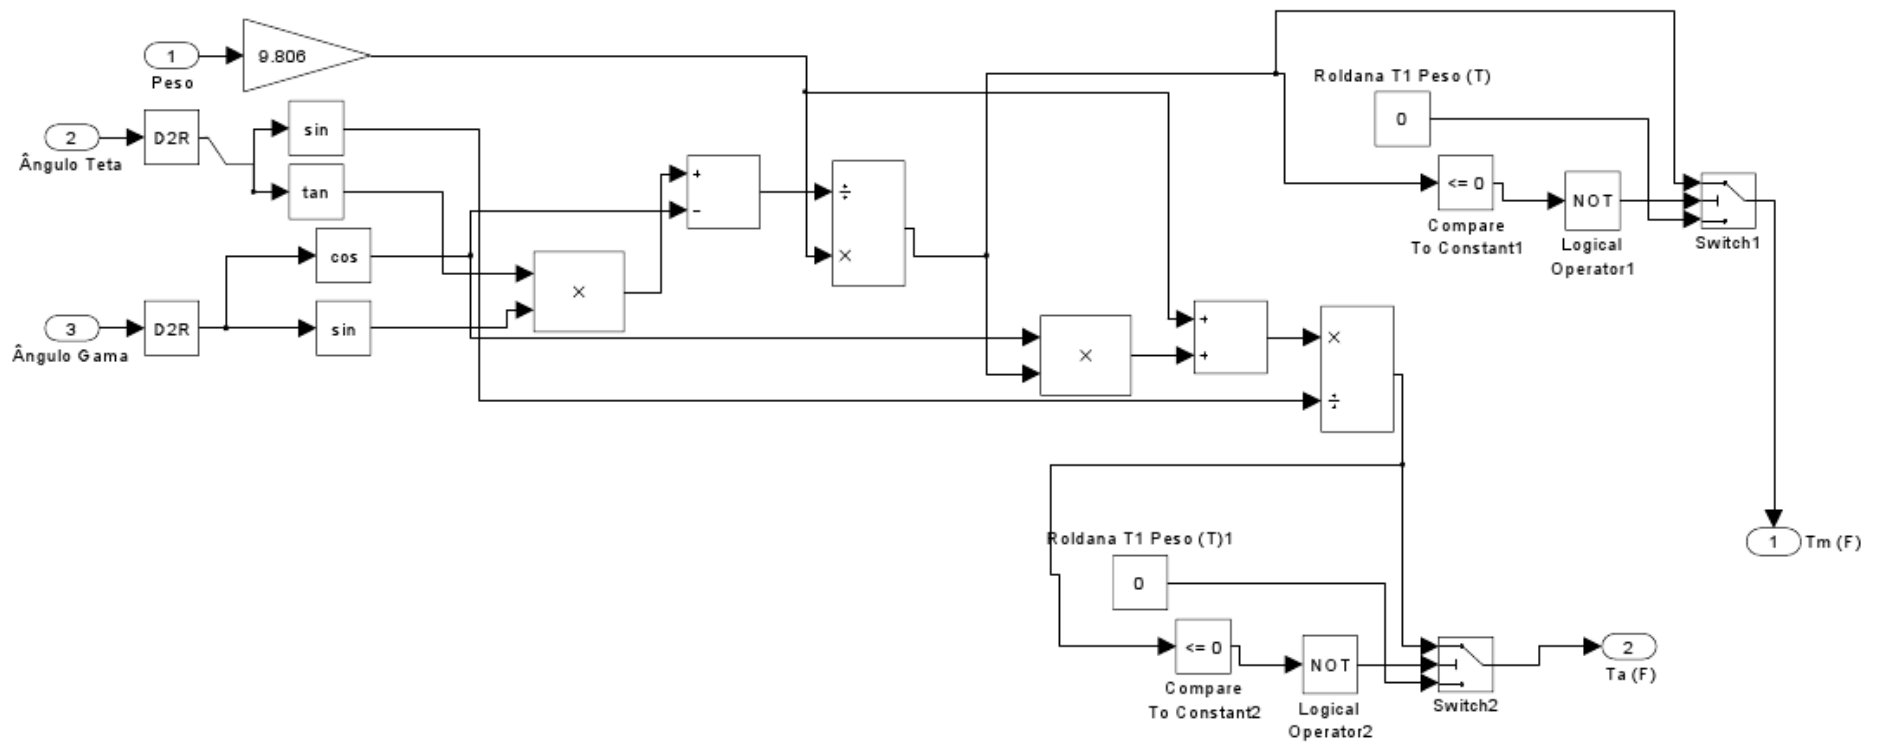 1
Peso
9.806
2
Ângulo Teta
D2R
sin
tan
3
Ângulo Gama
D2R
cos
sin
×
+
−
÷
×
×
+
+
×
÷
Roldana T1 Peso (T)
0
<= 0
Compare
To Constant1
NOT
Logical
Operator1
Switch1
1
Tm (F)
Roldana T1 Peso (T)1
0
<= 0
Compare
To Constant2
NOT
Logical
Operator2
Switch2
2
Ta (F)